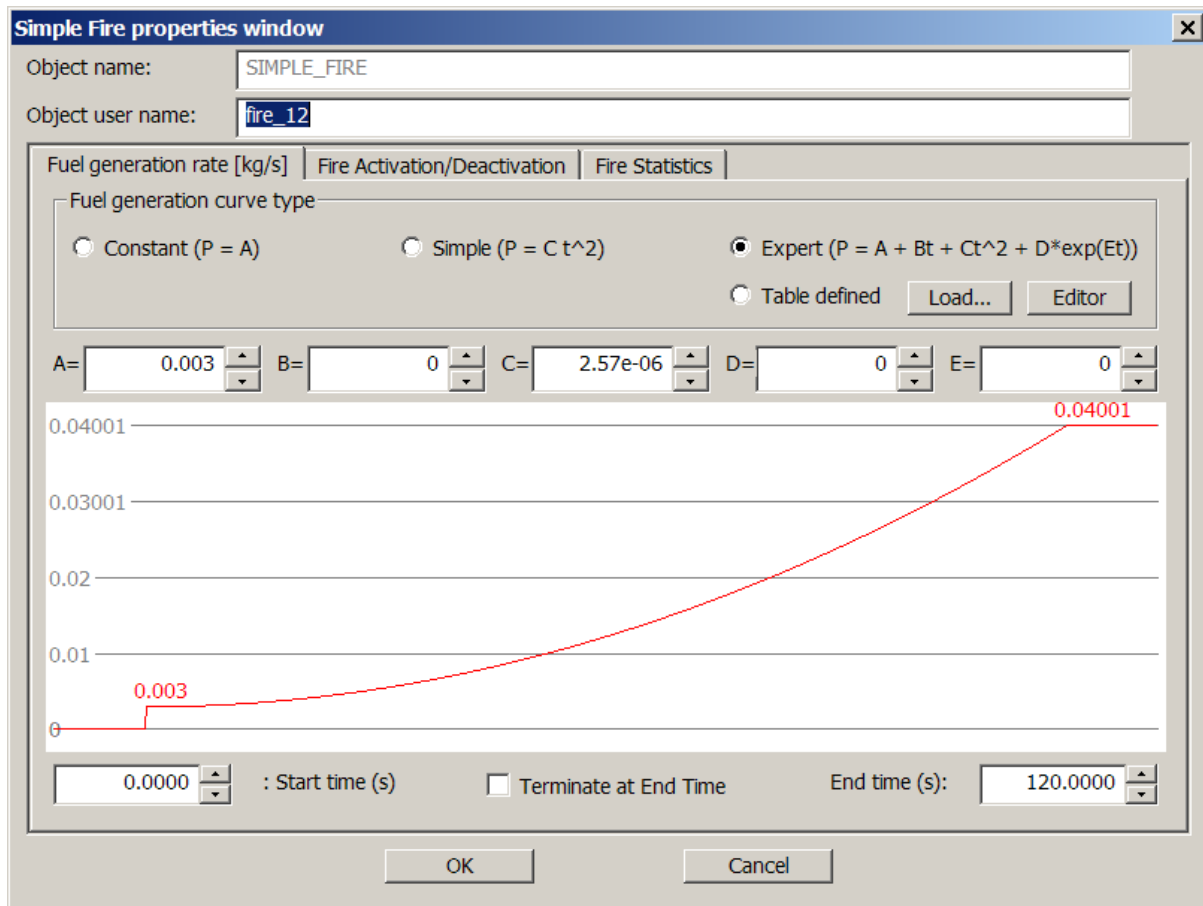 Simple Fire properties window
Object name: SIMPLE_FIRE
Object user name: fire_12
Fuel generation rate [kg/s] Fire Activation/Deactivation Fire Statistics
Fuel generation curve type
Constant (P = A) Simple (P = C t^2) Expert (P = A + Bt + Ct^2 + D*exp(Et))
Table defined Load... Editor
A= 0.003 B= 0 C= 2.57e-06 D= 0 E= 0
0.04001
0.04001
0.03001
0.02
0.01
0.003
0
0.0000 : Start time (s) Terminate at End Time End time (s): 120.0000
OK Cancel